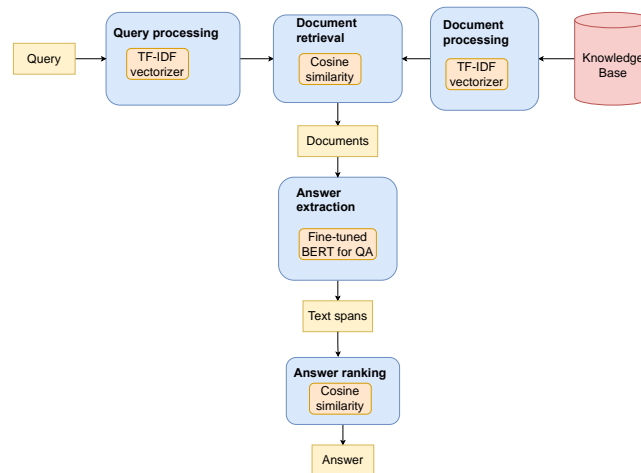 Query
Query processing
TF-IDF
vectorizer
Document
retrieval
Cosine
similarity
Document
processing
TF-IDF
vectorizer
Knowledge
Base
Documents
Answer
extraction
Fine-tuned
BERT for QA
Text spans
Answer ranking
Cosine
similarity
Answer